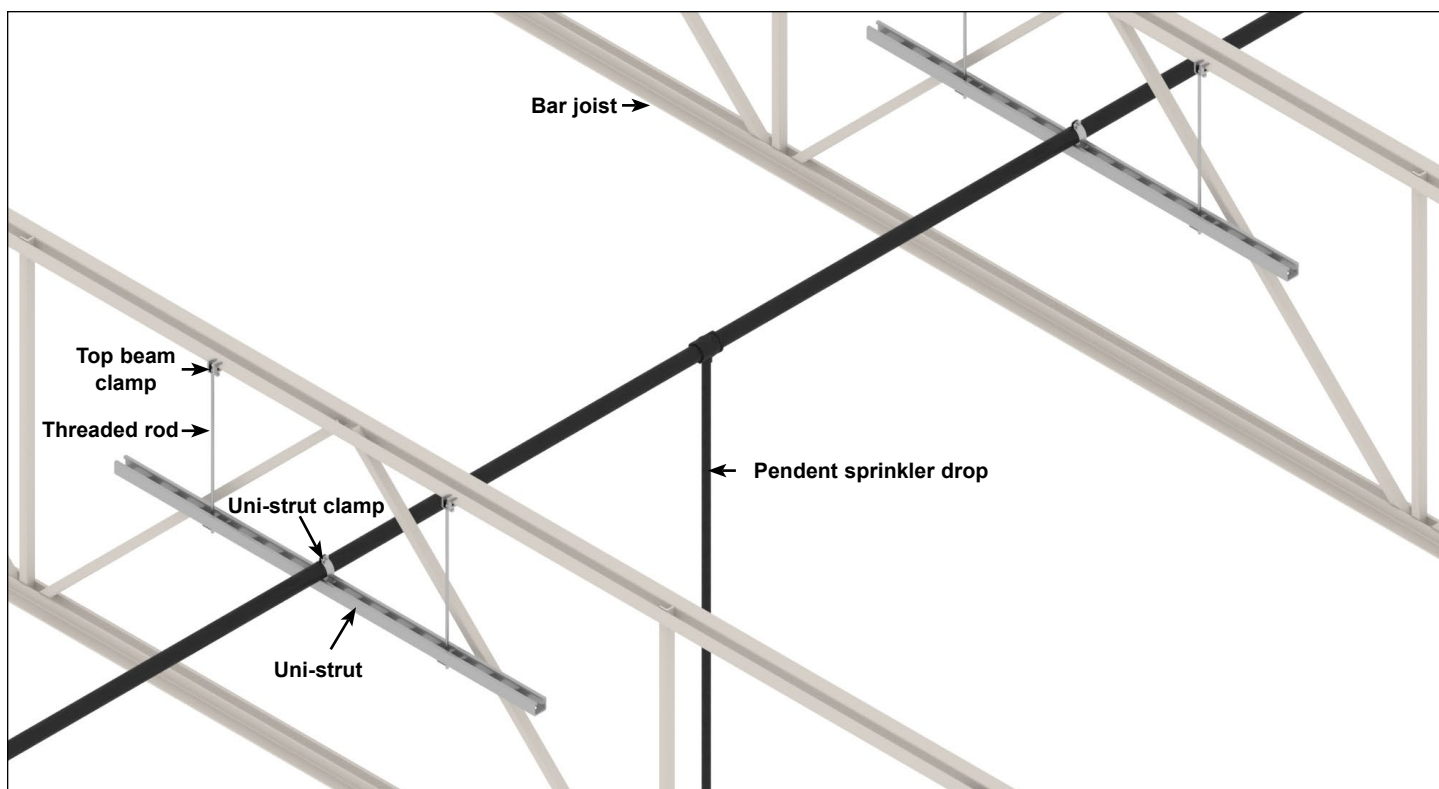 Bar joist
Top beam
clamp
Threaded rod
Pendent sprinkler drop
Uni-strut clamp
Uni-strut